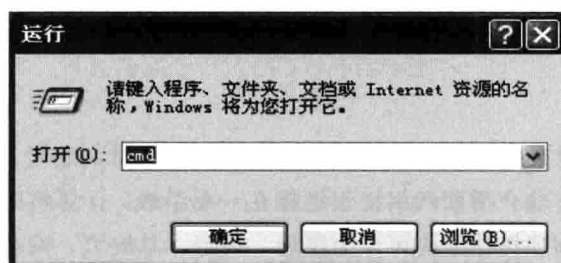 运行
请键入程序、文件夹、文档或 Internet 资源的名
称,Windows 将为您打开它。
打开(O): cmd
确定 取消 浏览(B)...